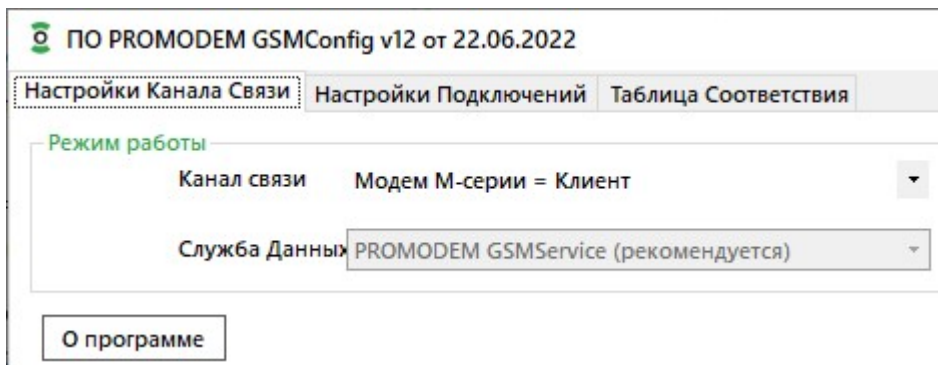 ПО PROMODEM GSMConfig v12 от 22.06.2022
Настройки Канала Связи Настройки Подключений Таблица Соответствия
Режим работы
Канал связи Модем М-серии = Клиент
Служба Данных PROMODEM GSMService (рекомендуется)
О программе